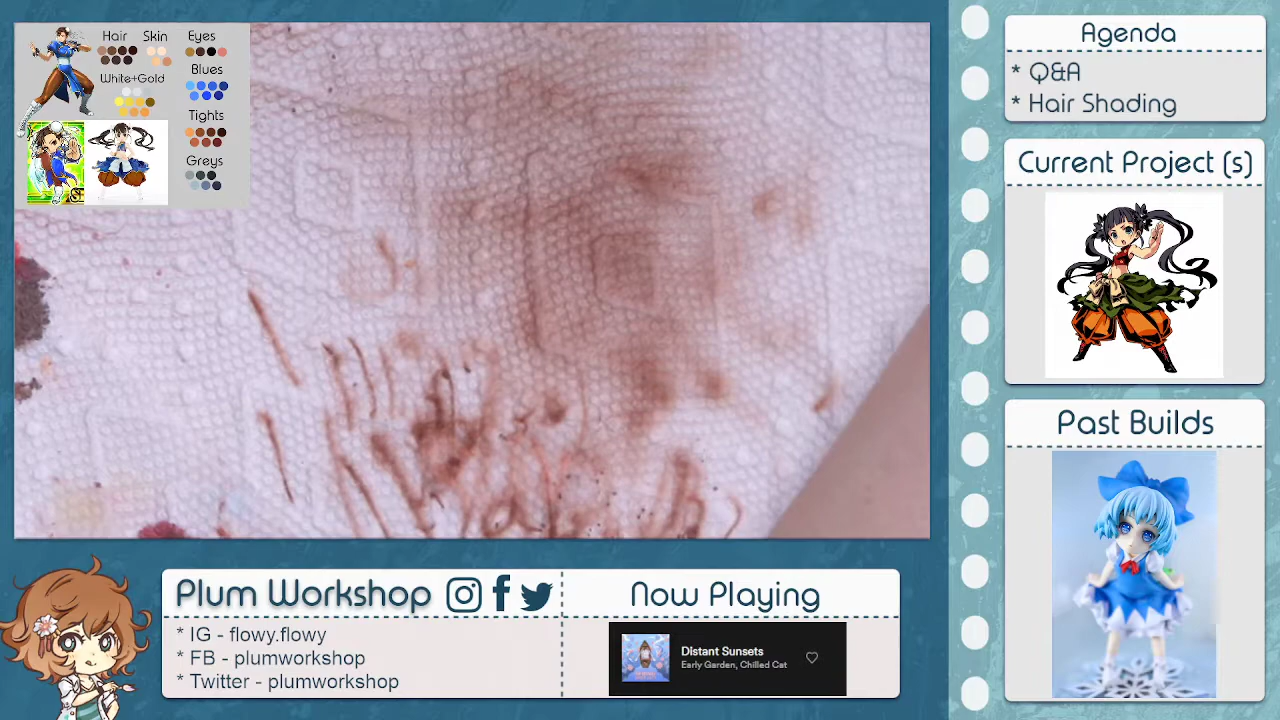 Hair Skin Eyes
White+Gold
Blues
Tights
Greys
Agenda
* Q&A
* Hair Shading
Current Project (s)
Past Builds
Plum Workshop
* IG - flowy.flowy
* FB - plumworkshop
* Twitter - plumworkshop
Now Playing
Distant Sunsets
Early Garden, Chilled Cat